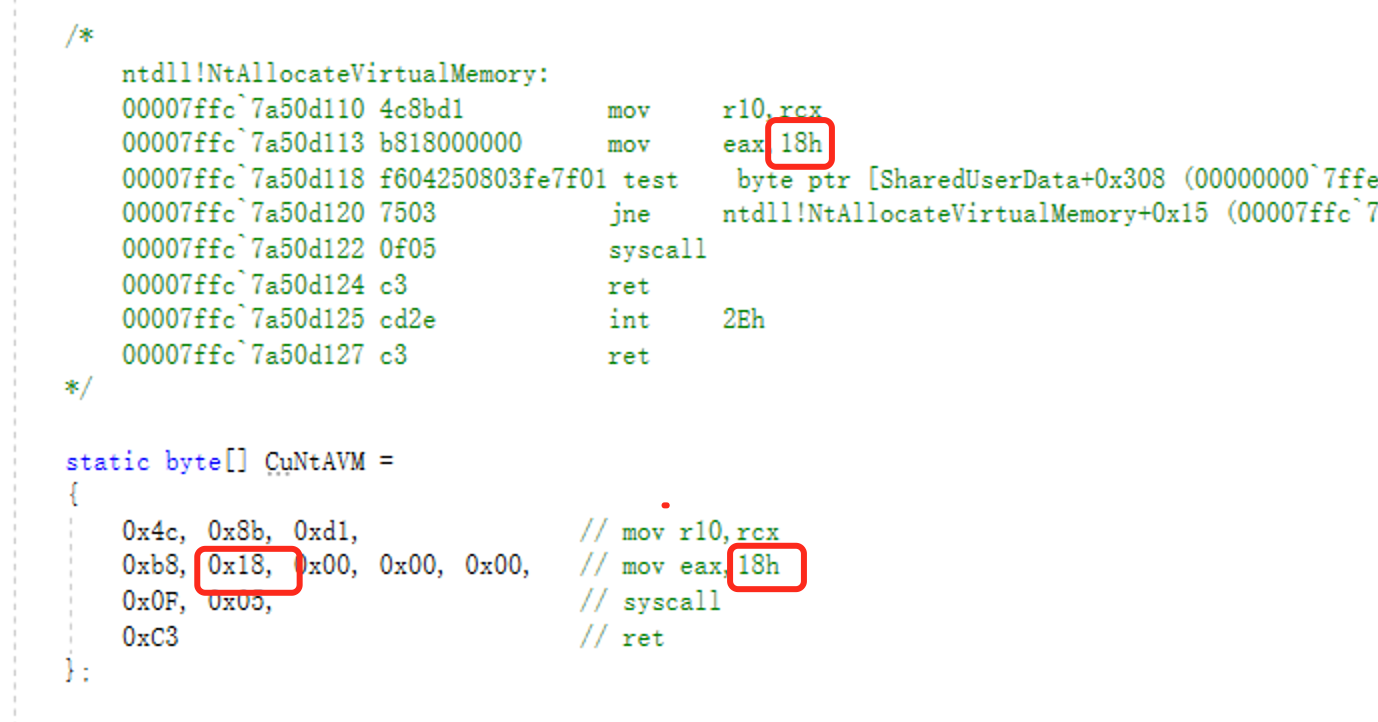 /*
ntdll!NtAllocateVirtualMemory:
00007ffc`7a50d110 4c8bd1 mov r10,rcx
00007ffc`7a50d113 b818000000 mov eax,18h
00007ffc`7a50d118 f604250803fe7f01 test byte ptr [SharedUserData+0x308 (00000000`7ffe
00007ffc`7a50d120 7503 jne ntdll!NtAllocateVirtualMemory+0x15 (00007ffc`7
00007ffc`7a50d122 0f05 syscall
00007ffc`7a50d124 c3 ret
00007ffc`7a50d125 cd2e int 2Eh
00007ffc`7a50d127 c3 ret
*/
static byte[] CuNtAVM =
{
0x4c, 0x8b, 0xd1, // mov r10,rcx
0xb8, 0x18, 0x00, 0x00, 0x00, // mov eax,18h
0x0F, 0x05, // syscall
0xC3 // ret
};